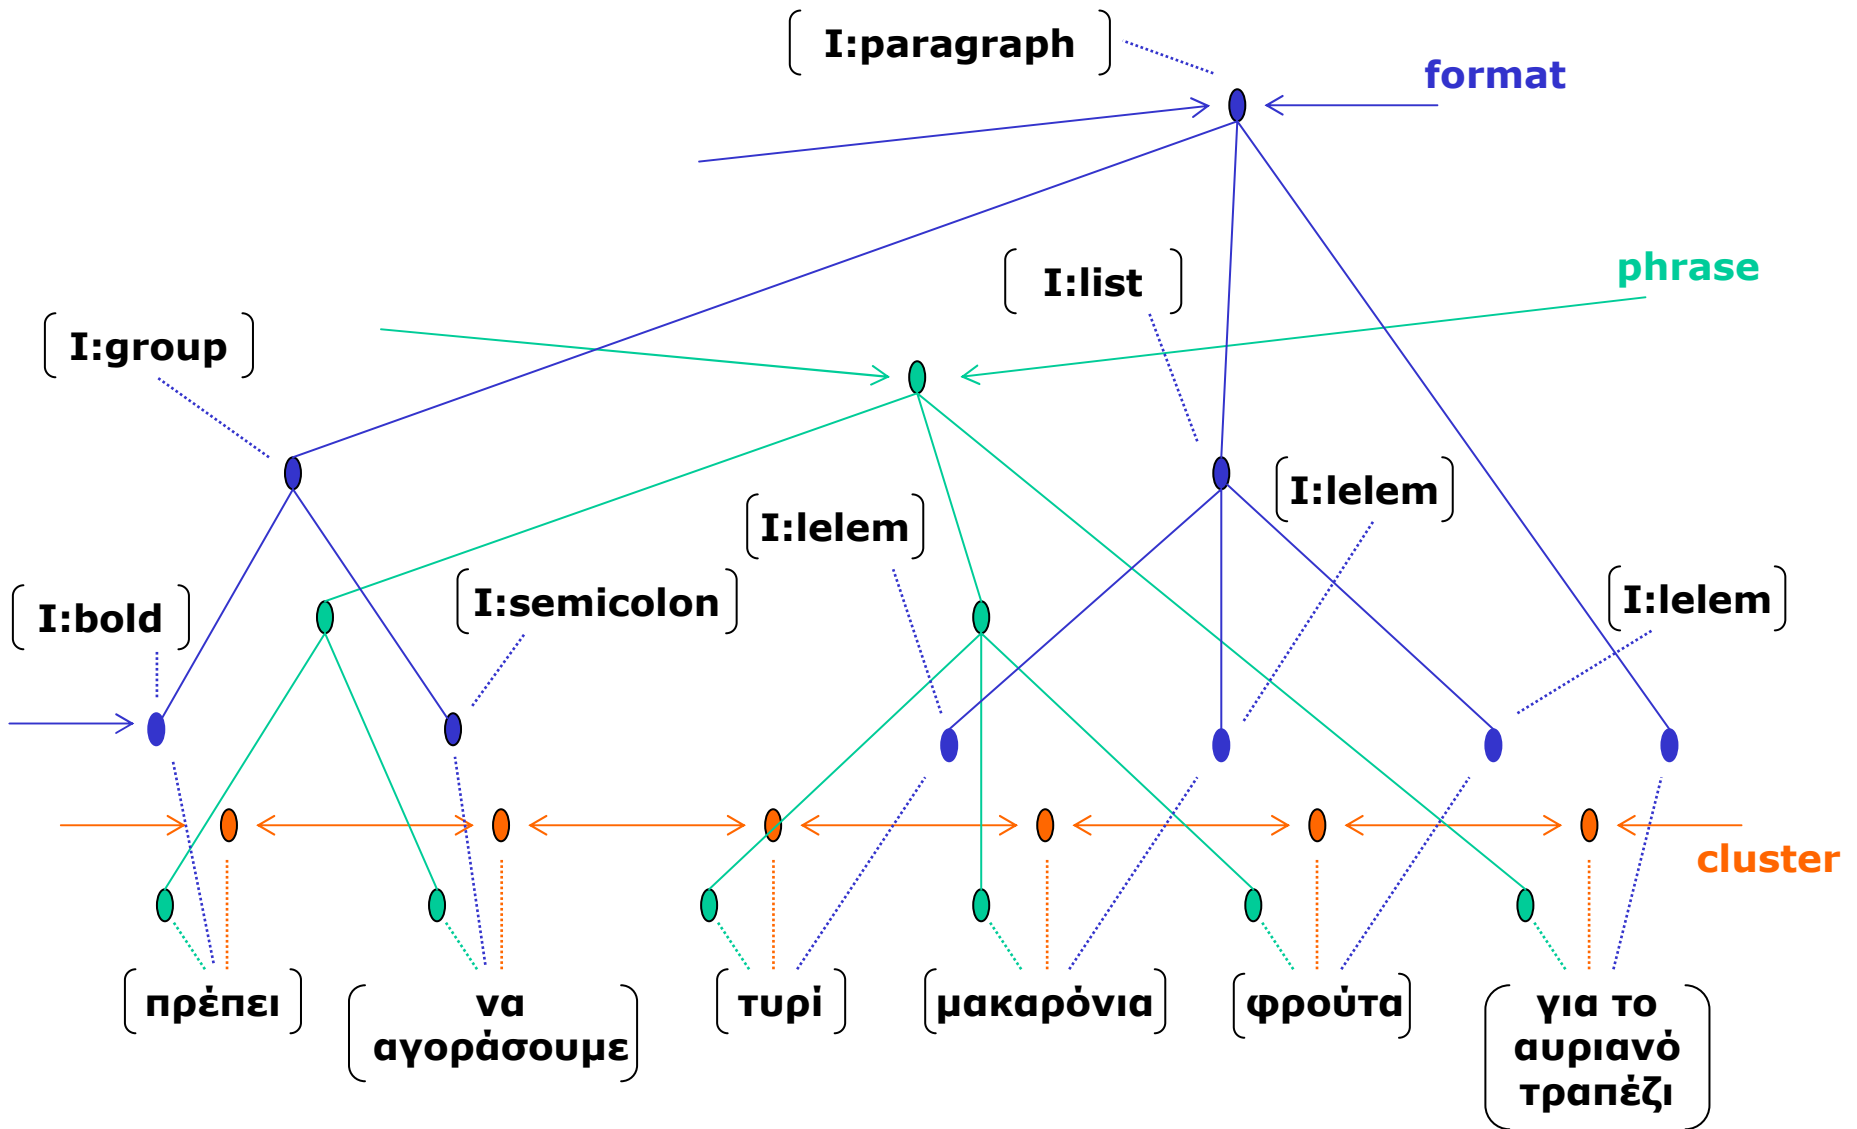 I:paragraph
format
phrase
I:list
I:group
I:lelem
I:lelem
I:bold
I:semicolon
I:lelem
cluster
πρέπει
να
αγοράσουμε
τυρί
μακαρόνια
φρούτα
για το
αυριανό
τραπέζι